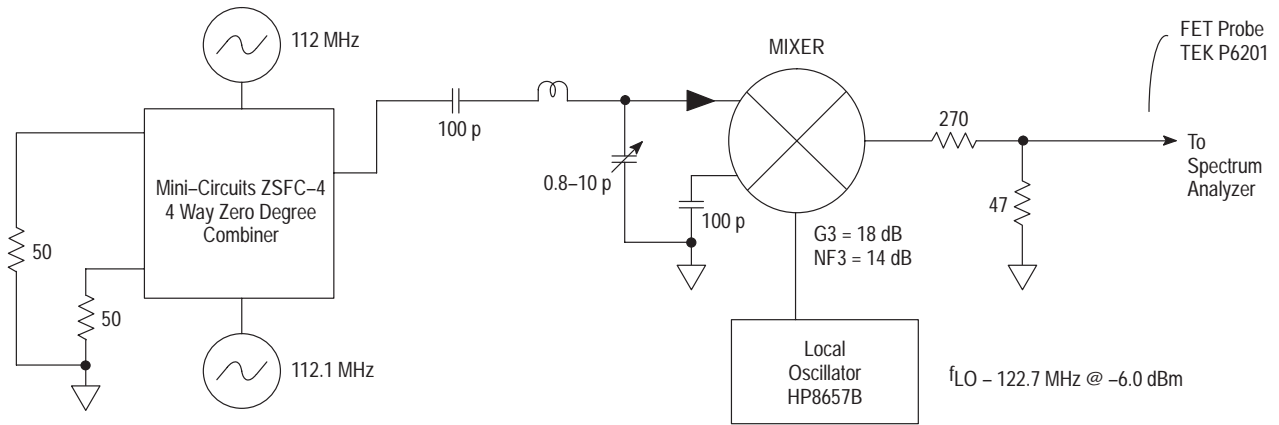 112 MHz
MIXER
FET Probe
TEK P6201
100 p
270
To
Spectrum
Analyzer
0.8–10 p
Mini–Circuits ZSFC–4
4 Way Zero Degree
Combiner
100 p
47
50
G3 = 18 dB
NF3 = 14 dB
50
112.1 MHz
Local
Oscillator
HP8657B
fLO – 122.7 MHz @ –6.0 dBm